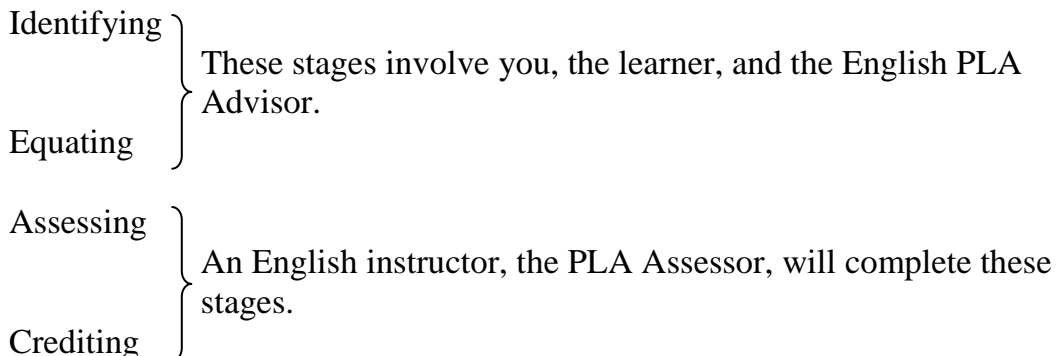 Identifying
These stages involve you, the learner, and the English PLA
Advisor.
Equating
Assessing
An English instructor, the PLA Assessor, will complete these
stages.
Crediting